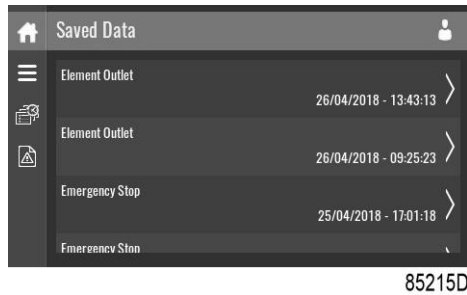 Saved Data
Element Outlet
26/04/2018 - 13:43:13
Element Outlet
26/04/2018 - 09:25:23
Emergency Stop
25/04/2018 - 17:01:18
Emergency Stop
85215D